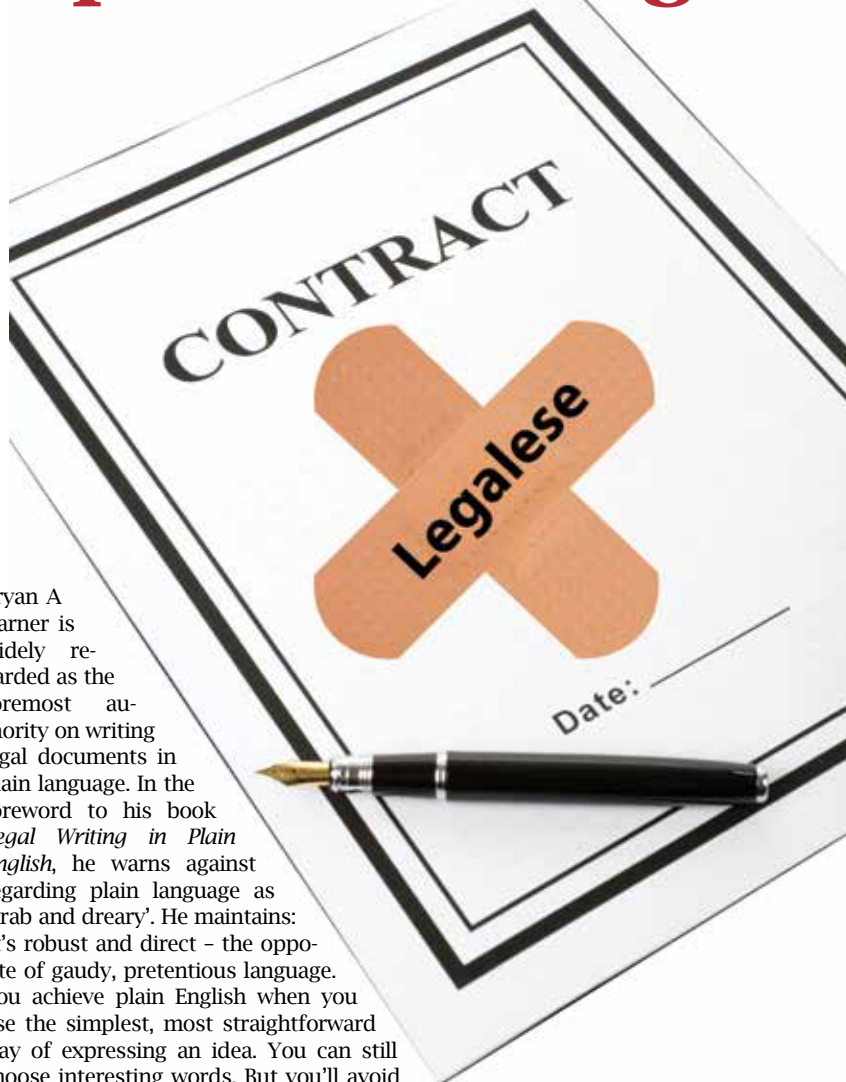 CONTRACT
Legalese
Date:
ryan A
arner is
idely re-
arded as the
oremost au-
hority on writing
egal documents in
lain language. In the
oreword to his book
egal Writing in Plain
nglish, he warns against
egarding plain language as
rab and dreary’. He maintains:
t’s robust and direct – the oppo-
te of gaudy, pretentious language.
ou achieve plain English when you
se the simplest, most straightforward
ay of expressing an idea. You can still
hoose interesting words. But you’ll avoid